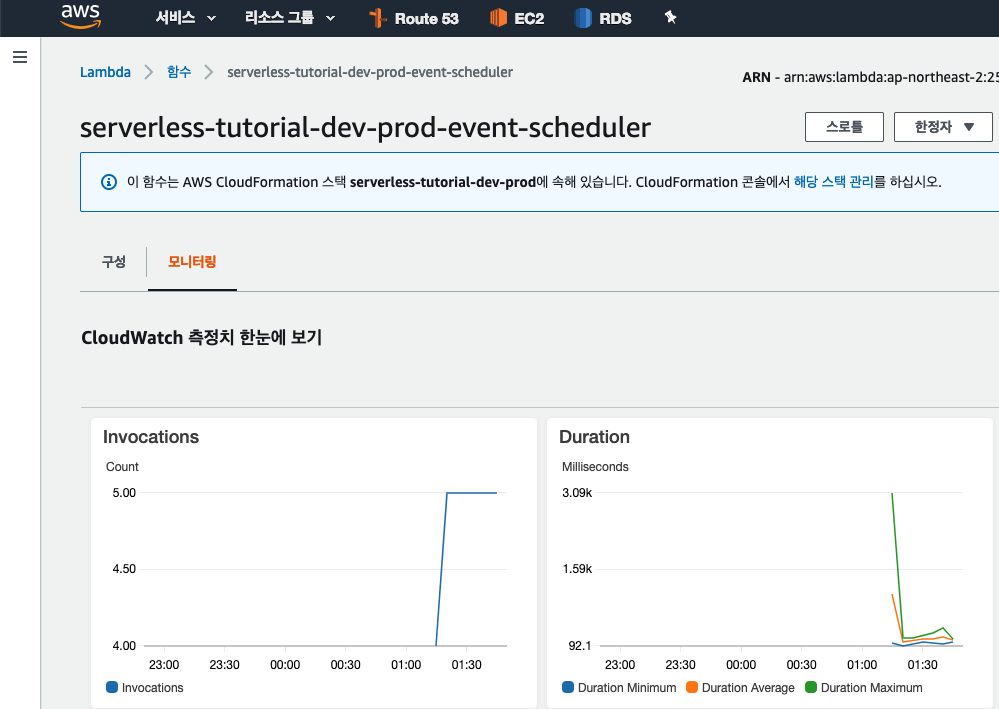 aws 서비스 리소스 그룹 Route 53 EC2 RDS
Lambda 함수 serverless-tutorial-dev-prod-event-scheduler
ARN - arn:aws:lambda:ap-northeast-2:25
serverless-tutorial-dev-prod-event-scheduler
스로틀 한정자
이 함수는 AWS CloudFormation 스택 serverless-tutorial-dev-prod에 속해 있습니다. CloudFormation 콘솔에서 해당 스택 관리를 하십시오.
구성 모니터링
CloudWatch 측정치 한눈에 보기
Invocations
Count
5.00
4.50
4.00
23:00 23:30 00:00 00:30 01:00 01:30
Invocations
Duration
Milliseconds
3.09k
1.59k
92.1
23:00 23:30 00:00 00:30 01:00 01:30
Duration Minimum Duration Average Duration Maximum